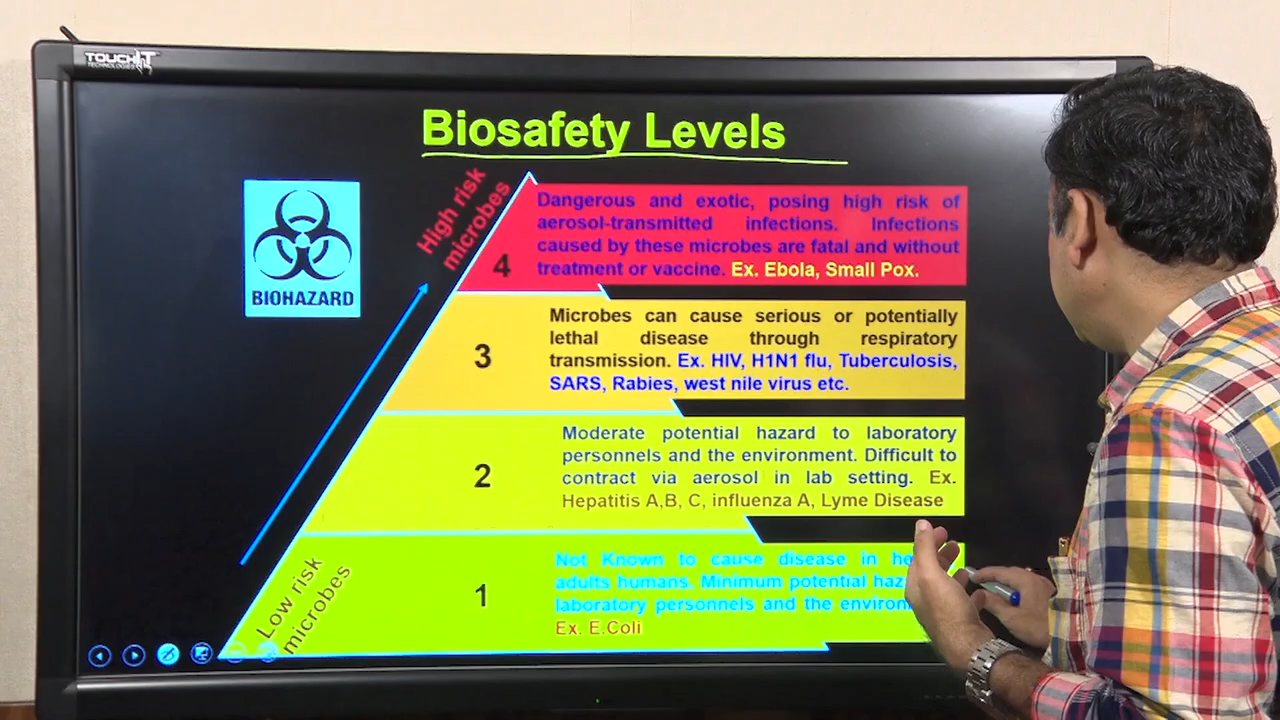 TOUCHIT
TECHNOLOGIES
Biosafety Levels
High risk
microbes
BIOHAZARD
4
Dangerous and exotic, posing high risk of
aerosol-transmitted infections. Infections
caused by these microbes are fatal and without
treatment or vaccine. Ex. Ebola, Small Pox.
3
Microbes can cause serious or potentially
lethal disease through respiratory
transmission. Ex. HIV, H1N1 flu, Tuberculosis,
SARS, Rabies, west nile virus etc.
2
Moderate potential hazard to laboratory
personnels and the environment. Difficult to
contract via aerosol in lab setting. Ex.
Hepatitis A,B, C, influenza A, Lyme Disease
Low risk
microbes
1
Not Known to cause disease in
adults humans. Minimum potential
laboratory personnels and the
Ex. E.Coli